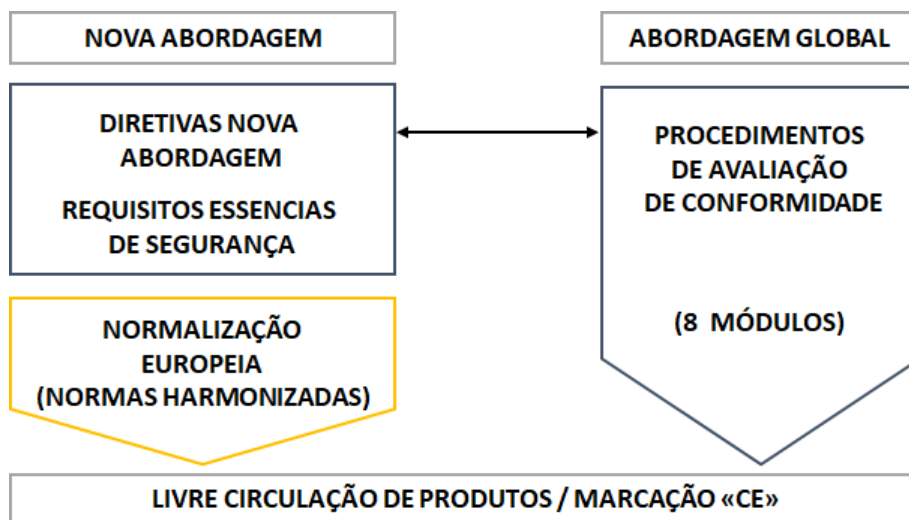 NOVA ABORDAGEM
DIRETIVAS NOVA
ABORDAGEM
REQUISITOS ESSENCIAS
DE SEGURANÇA
NORMALIZAÇÃO
EUROPEIA
(NORMAS HARMONIZADAS)
ABORDAGEM GLOBAL
PROCEDIMENTOS
DE AVALIAÇÃO
DE CONFORMIDADE
(8 MÓDULOS)
LIVRE CIRCULAÇÃO DE PRODUTOS / MARCAÇÃO «CE»